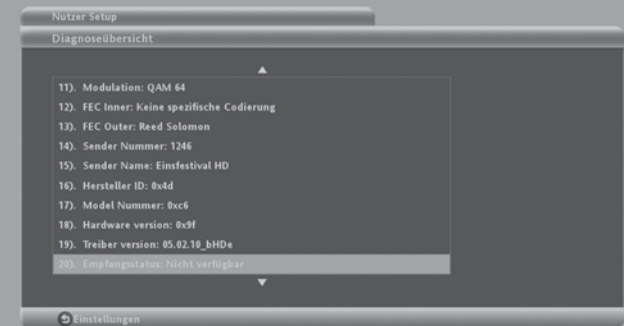 Nutzer Setup
Diagnoseübersicht
11). Modulation: QAM 64
12). FEC Inner: Keine spezifische Codierung
13). FEC Outer: Reed Solomon
14). Sender Nummer: 1246
15). Sender Name: Einsfestival HD
16). Hersteller ID: 0x4d
17). Model Nummer: 0xc6
18). Hardware version: 0x9f
19). Treiber version: 05.02.10_bHDe
20). Empfangsstatus: Nicht verfügbar
Einstellungen